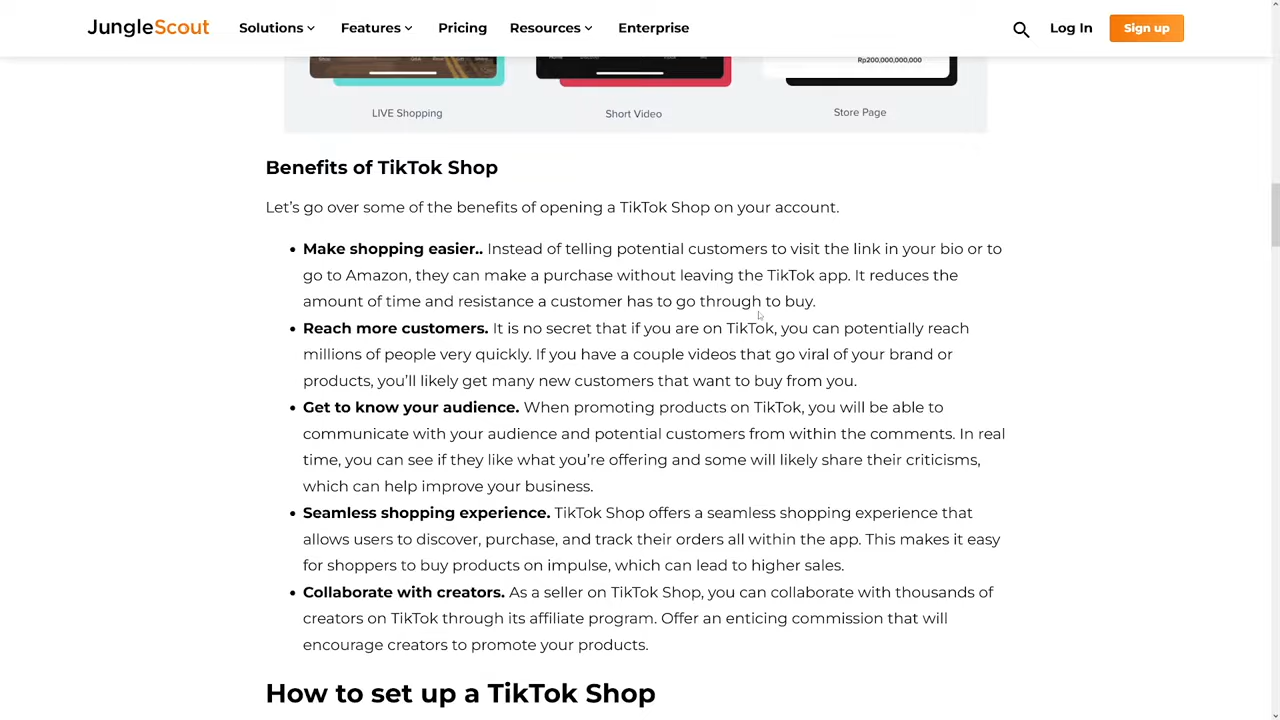 JungleScout Solutions Features Pricing Resources Enterprise Log In Sign up
Rp200,000,000,000
LIVE Shopping Short Video Store Page
Benefits of TikTok Shop
Let’s go over some of the benefits of opening a TikTok Shop on your account.
• Make shopping easier.. Instead of telling potential customers to visit the link in your bio or to
go to Amazon, they can make a purchase without leaving the TikTok app. It reduces the
amount of time and resistance a customer has to go through to buy.
• Reach more customers. It is no secret that if you are on TikTok, you can potentially reach
millions of people very quickly. If you have a couple videos that go viral of your brand or
products, you’ll likely get many new customers that want to buy from you.
• Get to know your audience. When promoting products on TikTok, you will be able to
communicate with your audience and potential customers from within the comments. In real
time, you can see if they like what you’re offering and some will likely share their criticisms,
which can help improve your business.
• Seamless shopping experience. TikTok Shop offers a seamless shopping experience that
allows users to discover, purchase, and track their orders all within the app. This makes it easy
for shoppers to buy products on impulse, which can lead to higher sales.
• Collaborate with creators. As a seller on TikTok Shop, you can collaborate with thousands of
creators on TikTok through its affiliate program. Offer an enticing commission that will
encourage creators to promote your products.
How to set up a TikTok Shop